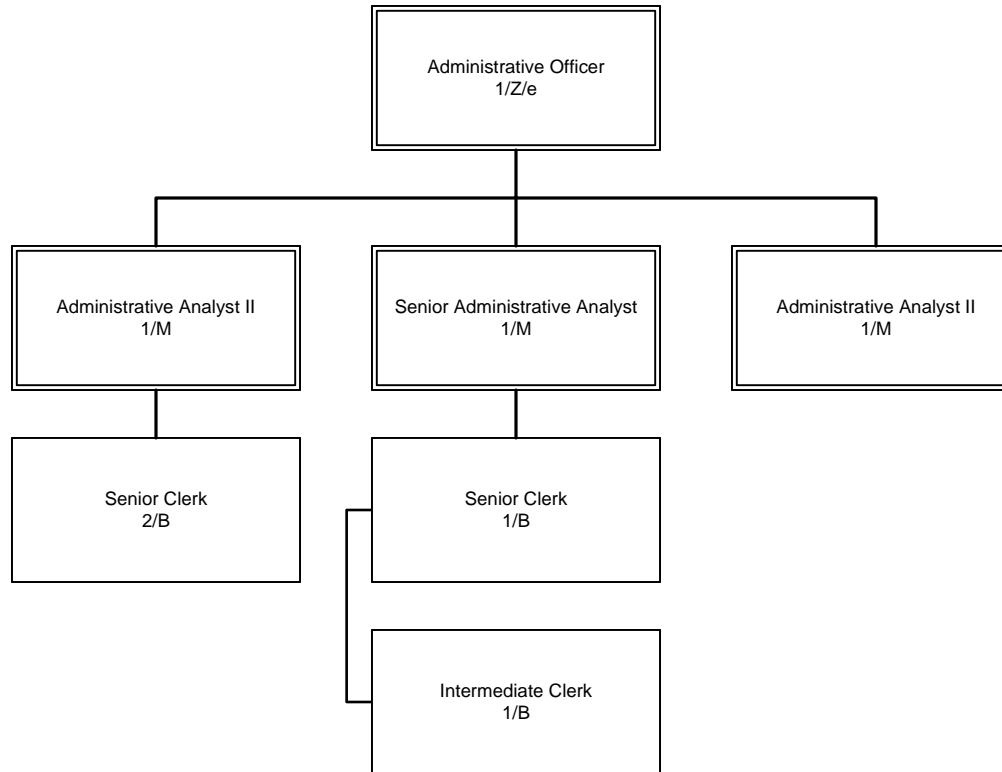 Administrative Officer
1/Z/e
Administrative Analyst II
1/M
Senior Administrative Analyst
1/M
Administrative Analyst II
1/M
Senior Clerk
2/B
Senior Clerk
1/B
Intermediate Clerk
1/B